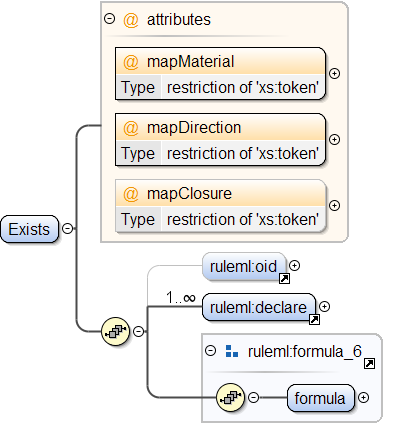 @ attributes
@ mapMaterial
Type restriction of 'xs:token'
@ mapDirection
Type restriction of 'xs:token'
@ mapClosure
Type restriction of 'xs:token'
Exists
ruleml:oid
1..∞
ruleml:declare
ruleml:formula_6
formula